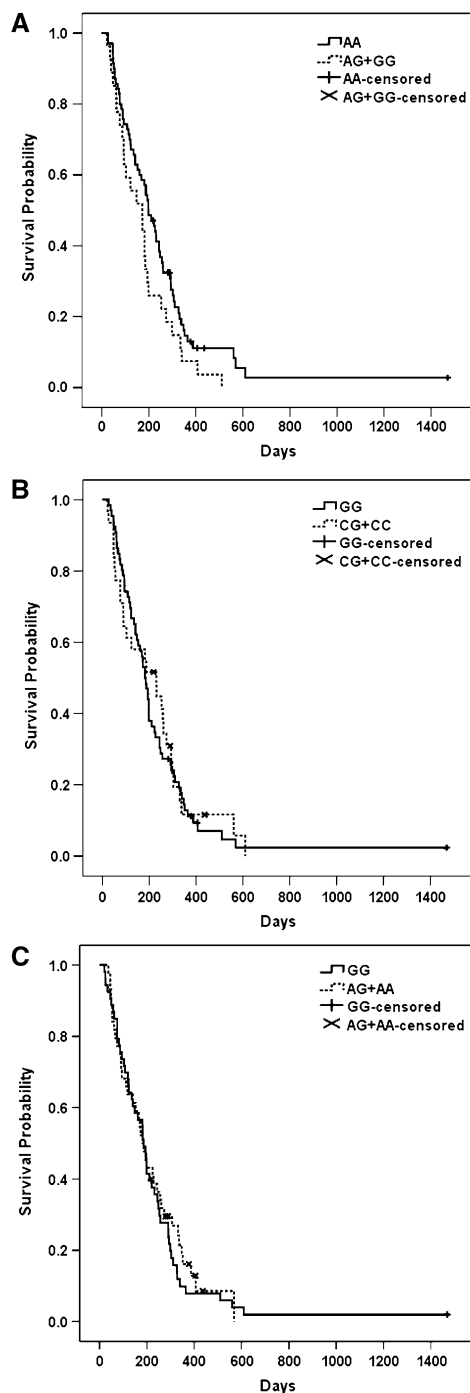 A
1.0
0.8
0.6
0.4
0.2
0.0
Survival Probability
AA
AG+GG
AA-censored
AG+GG-censored
0 200 400 600 800 1000 1200 1400
Days
B
1.0
0.8
0.6
0.4
0.2
0.0
Survival Probability
GG
CG+CC
GG-censored
CG+CC-censored
0 200 400 600 800 1000 1200 1400
Days
C
1.0
0.8
0.6
0.4
0.2
0.0
Survival Probability
GG
AG+AA
GG-censored
AG+AA-censored
0 200 400 600 800 1000 1200 1400
Days